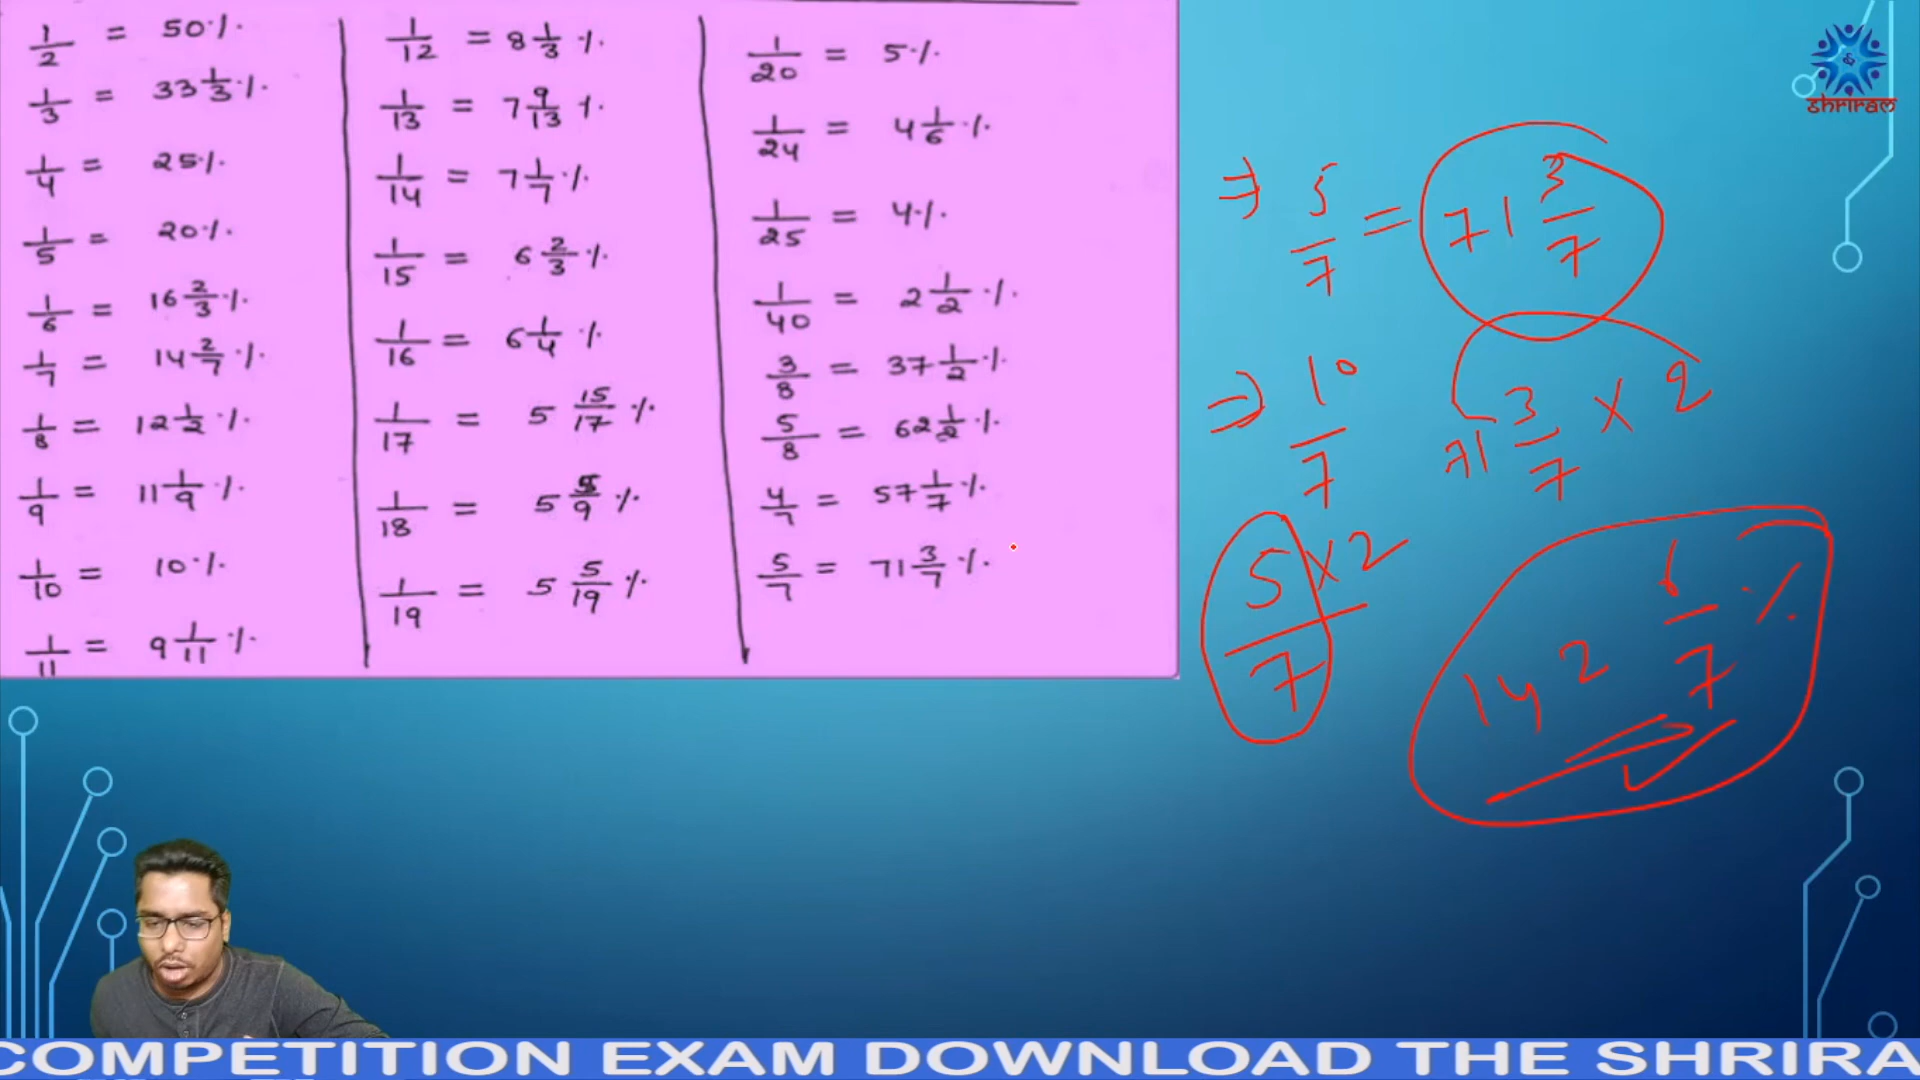 1/2 = 50%
1/3 = 33 1/3 %
1/4 = 25%
1/5 = 20%
1/6 = 16 2/3 %
1/7 = 14 2/7 %
1/8 = 12 1/2 %
1/9 = 11 1/9 %
1/10 = 10%
1/11 = 9 1/11 %
1/12 = 8 1/3 %
1/13 = 7 9/13 %
1/14 = 7 1/7 %
1/15 = 6 2/3 %
1/16 = 6 1/4 %
1/17 = 5 15/17 %
1/18 = 5 5/9 %
1/19 = 5 5/19 %
1/20 = 5%
1/24 = 4 1/6 %
1/25 = 4%
1/40 = 2 1/2 %
3/8 = 37 1/2 %
5/8 = 62 1/2 %
4/7 = 57 1/7 %
5/7 = 71 3/7 %
⇒ 5/7 = 71 3/7
⇒ 10/7 71 3/7 × 2
5×2/7
142 6/7 %
Shriram
COMPETITION EXAM DOWNLOAD THE SHRIRA